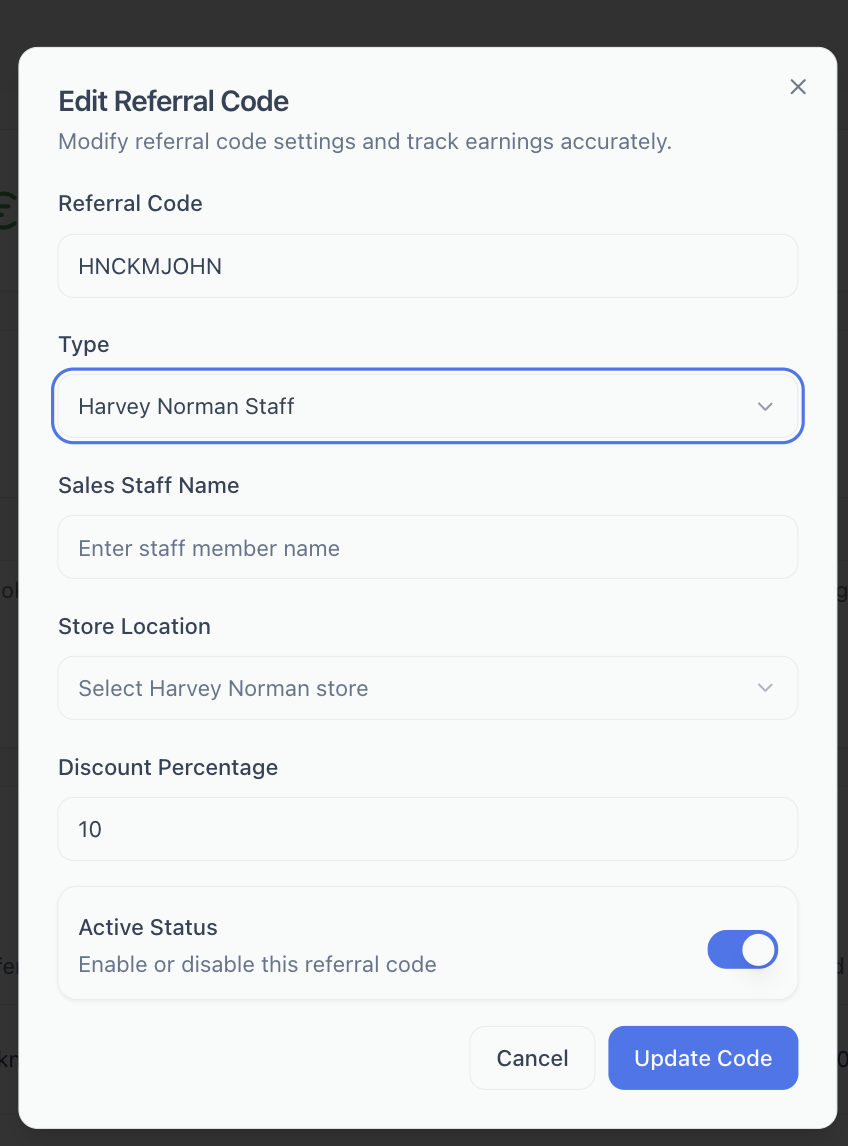 Edit Referral Code
Modify referral code settings and track earnings accurately.
Referral Code
HNCKMJOHN
Type
Harvey Norman Staff
Sales Staff Name
Enter staff member name
Store Location
Select Harvey Norman store
Discount Percentage
10
Active Status
Enable or disable this referral code
Cancel
Update Code